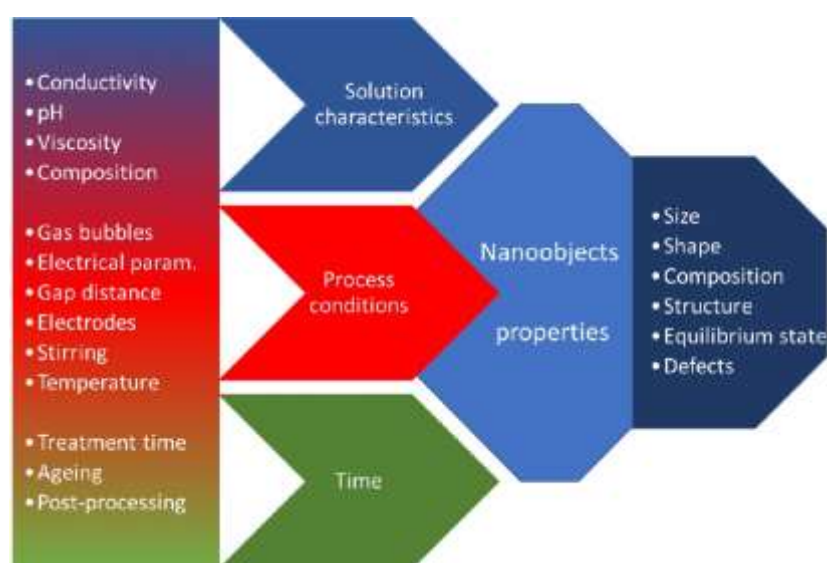 • Conductivity
• pH
• Viscosity
• Composition
• Gas bubbles
• Electrical param.
• Gap distance
• Electrodes
• Stirring
• Temperature
• Treatment time
• Ageing
• Post-processing
Solution
characteristics
Process
conditions
Time
Nanoobjects
properties
• Size
• Shape
• Composition
• Structure
• Equilibrium state
• Defects